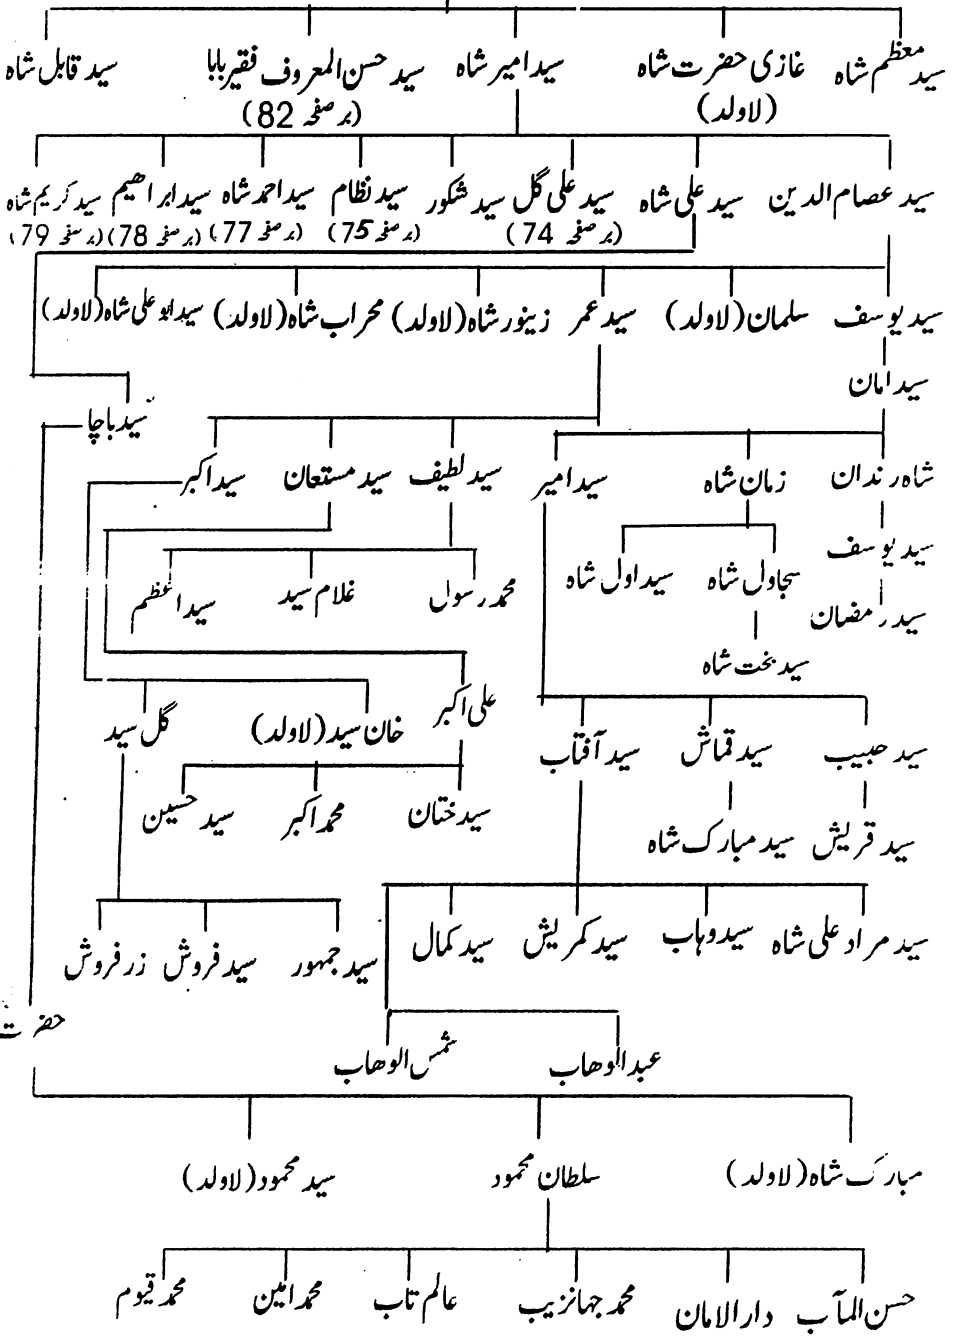 سید معظم شاہ غازی حضرت شاہ سید امیر شاہ سید حسن المعروف فقیر بابا سید قابل شاہ
(لاولد) (بر صفحہ 82)
سید عصام الدین سید علی شاہ سید علی گل سید شکور سید نظام سید احمد شاہ سید ابراھیم سید کریم شاہ
(بر صفحہ 74) (بر صفحہ 75) (بر صفحہ 77) (بر صفحہ 78) (بر صفحہ 79)
سید یوسف سلمان (لاولد) سید عمر زینور شاہ (لاولد) محراب شاہ (لاولد) سید ابو علی شاہ (لاولد)
سید امان
سید باچا
شاہ رندان زمان شاہ سید امیر سید لطیف سید مستعان سید اکبر
سید یوسف
سجاول شاہ سید اول شاہ محمد رسول غلام سید سید اعظم
سید رمضان
سید بخت شاہ
علی اکبر خان سید (لاولد) گل سید
سید حبیب سید قماش سید آفتاب
سید ختان محمد اکبر سید حسین
سید قریش سید مبارک شاہ
سید مراد علی شاہ سید وہاب سید کمریش سید کمال سید جمہور سید فروش زر فروش
حضرت
عبد الوھاب شمس الوھاب
مبارک شاہ (لاولد) سلطان محمود سید محمود (لاولد)
حسن المآب دار الامان محمد جہانزیب عالم تاب محمد امین محمد قیوم